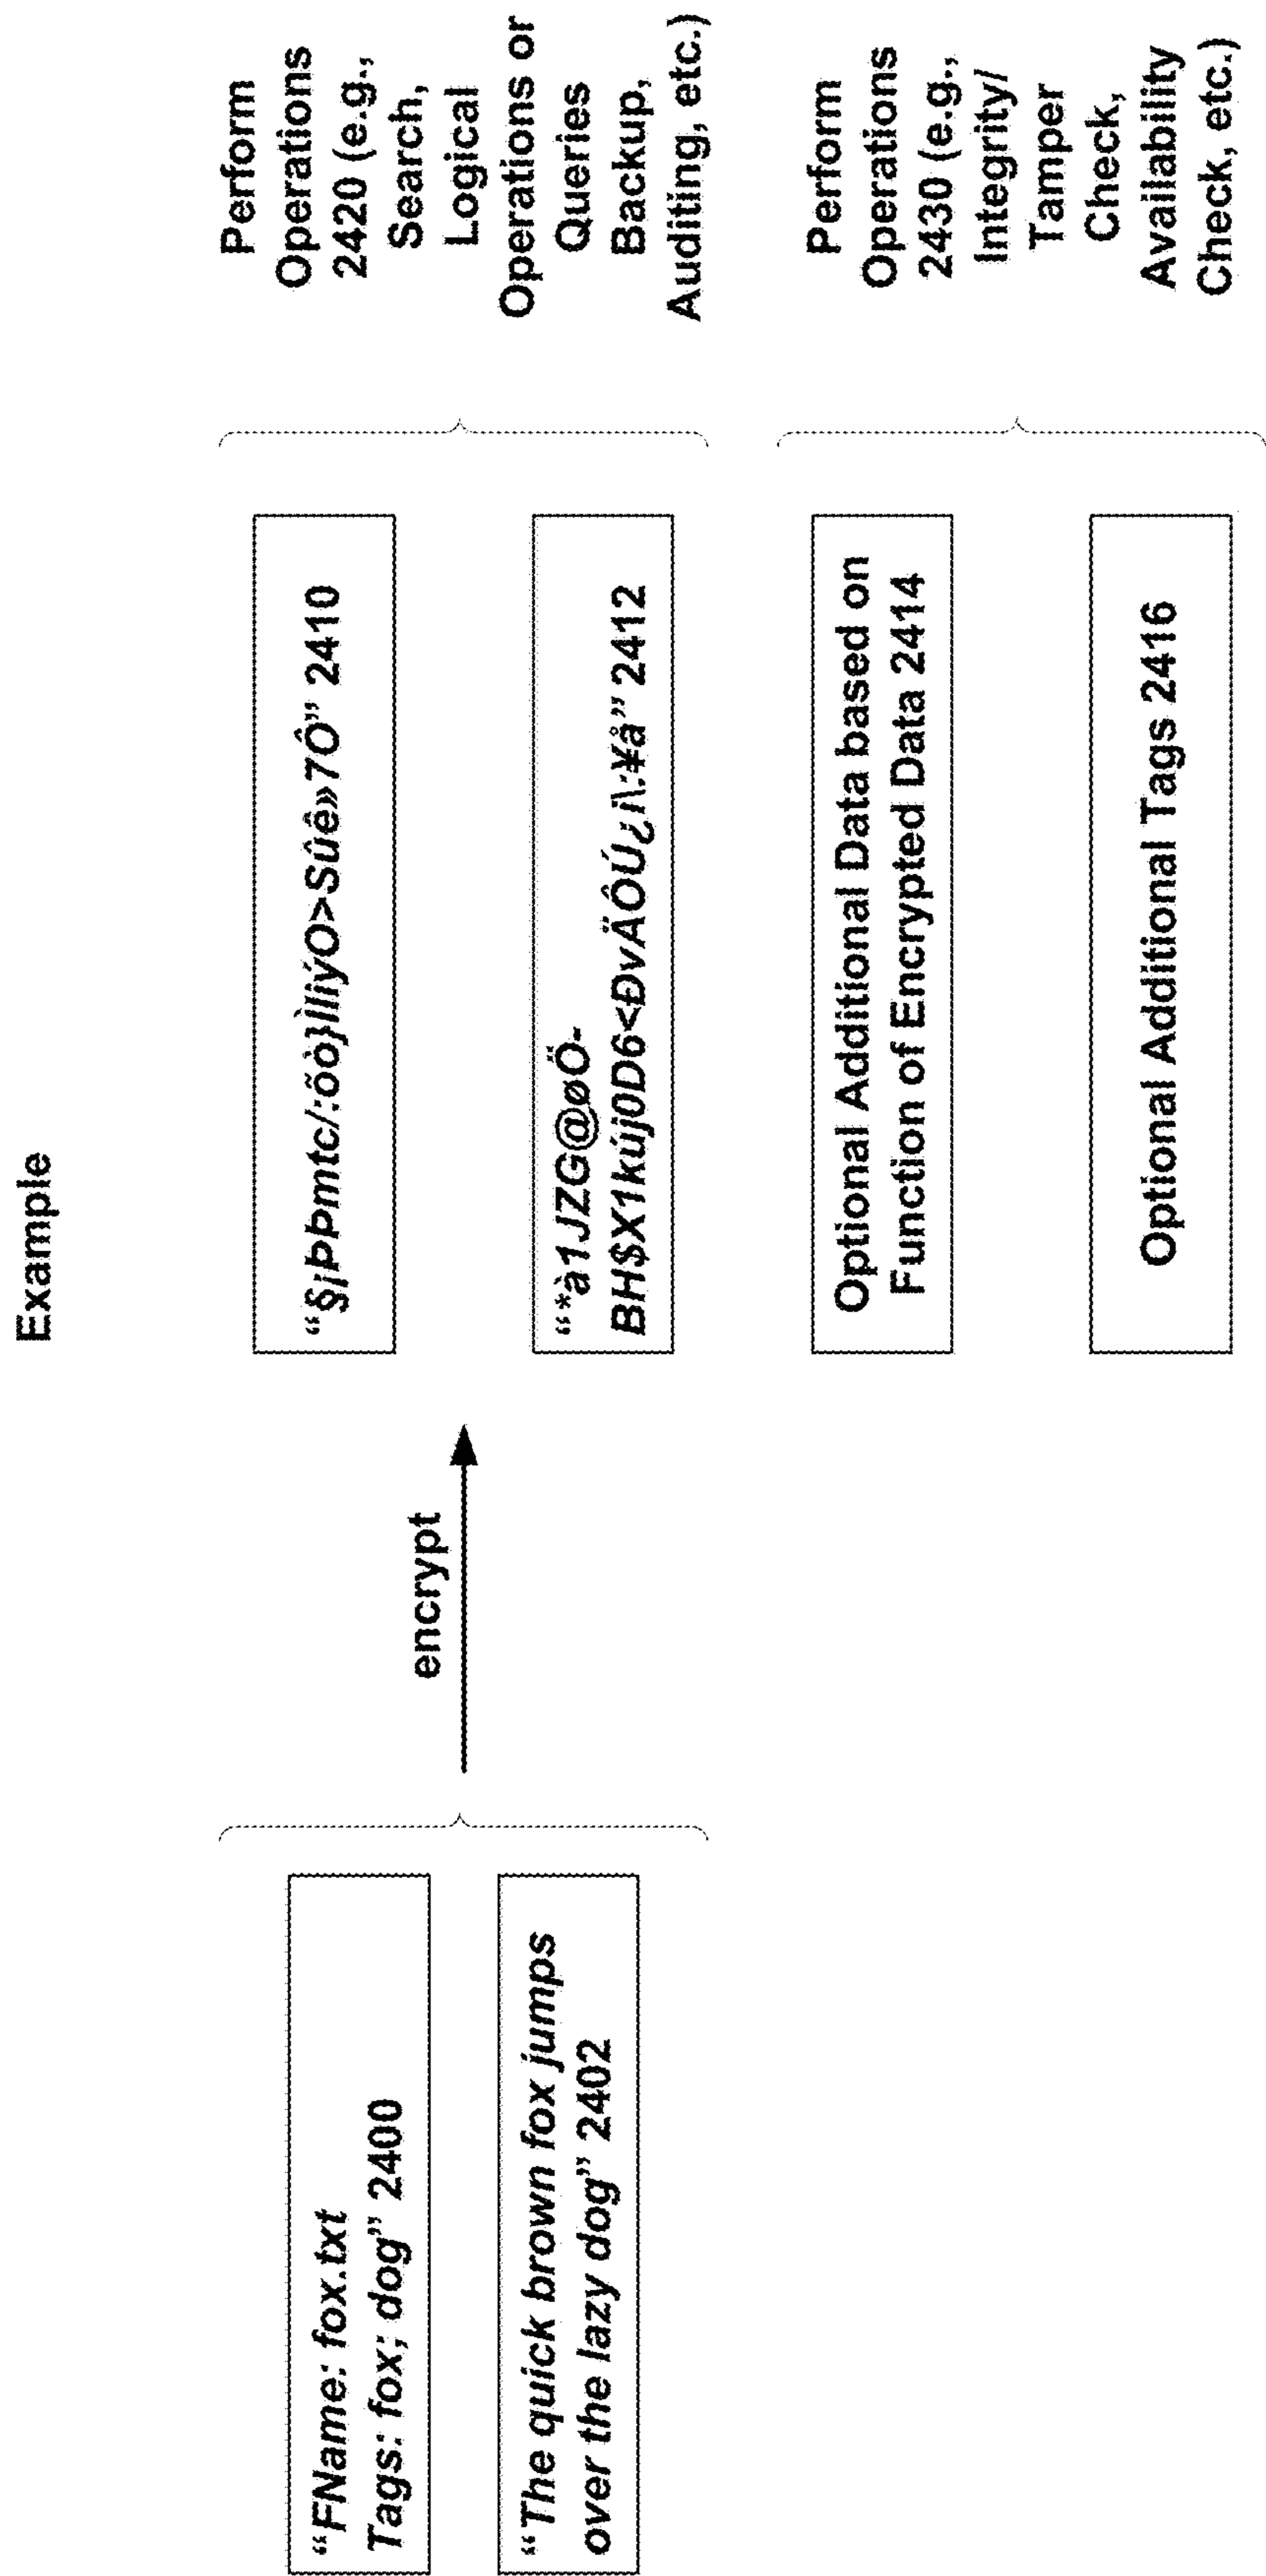 Example
“FName: fox.txt
Tags: fox; dog” 2400
“The quick brown fox jumps
over the lazy dog” 2402
encrypt
“§¡ÞÞmtc/:õò}ÌlìýO>Sûê»7Ô” 2410
“*à1JZG@øÖ-
BH$X1kúj0D6<ÐvÄÔÚ¿i\:¥å” 2412
Optional Additional Data based on
Function of Encrypted Data 2414
Optional Additional Tags 2416
Perform
Operations
2420 (e.g.,
Search,
Logical
Operations or
Queries
Backup,
Auditing, etc.)
Perform
Operations
2430 (e.g.,
Integrity/
Tamper
Check,
Availability
Check, etc.)